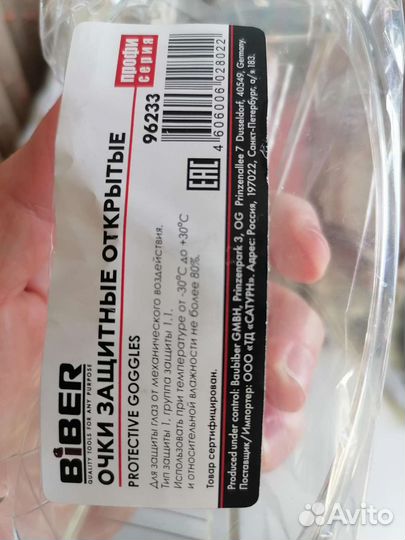 BiBER
QUALITY TOOLS FOR ANY PURPOSE
профи
серия
ОЧКИ ЗАЩИТНЫЕ ОТКРЫТЫЕ
96233
PROTECTIVE GOGGLES
4 606006 028022
Для защиты глаз от механического воздействия.
Тип защиты 1, группа защиты 1.1.
Использовать при температуре от -30°C до +30°C
и относительной влажности не более 80%.
EAC
Товар сертифицирован.
Produced under control: Baubiber GMBH, Prinzenpark 3, OG Prinzenallee 7 Dusseldorf, 40549, Germany.
Поставщик/Импортер: ООО «ТД «САТУРН». Адрес: Россия, 197022, Санкт-Петербург, а/я 183.
Avito